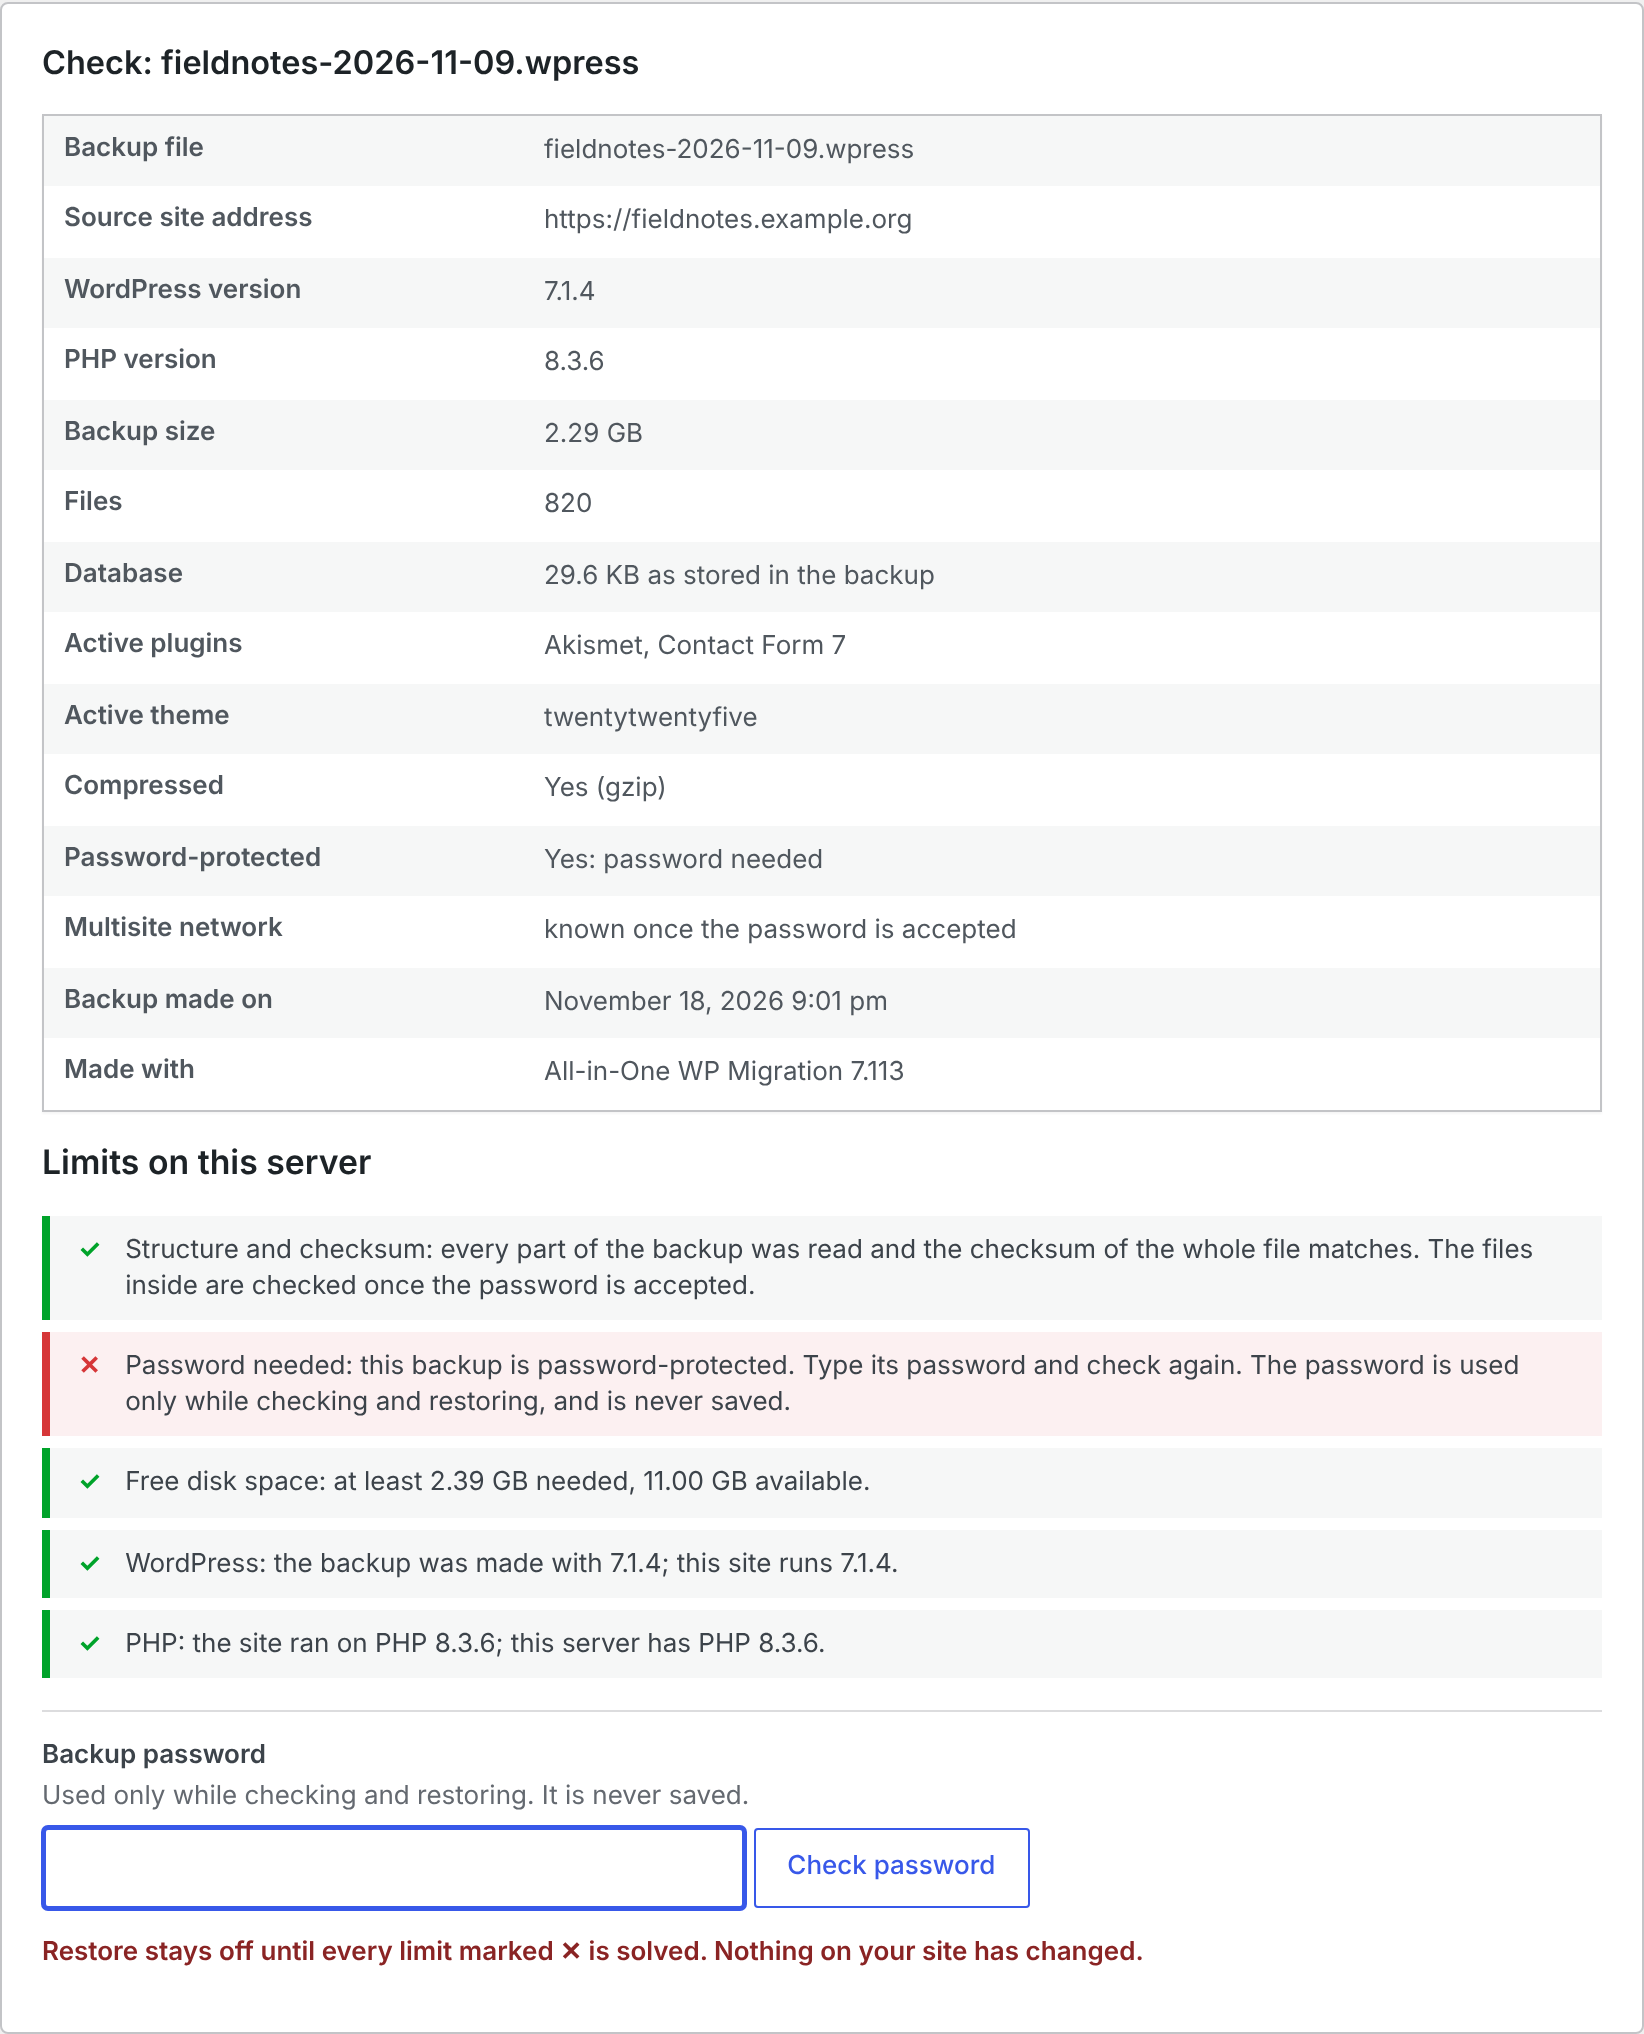 Check: fieldnotes-2026-11-09.wpress
Backup file fieldnotes-2026-11-09.wpress
Source site address https://fieldnotes.example.org
WordPress version 7.1.4
PHP version 8.3.6
Backup size 2.29 GB
Files 820
Database 29.6 KB as stored in the backup
Active plugins Akismet, Contact Form 7
Active theme twentytwentyfive
Compressed Yes (gzip)
Password-protected Yes: password needed
Multisite network known once the password is accepted
Backup made on November 18, 2026 9:01 pm
Made with All-in-One WP Migration 7.113
Limits on this server
✓ Structure and checksum: every part of the backup was read and the checksum of the whole file matches. The files
inside are checked once the password is accepted.
✕ Password needed: this backup is password-protected. Type its password and check again. The password is used
only while checking and restoring, and is never saved.
✓ Free disk space: at least 2.39 GB needed, 11.00 GB available.
✓ WordPress: the backup was made with 7.1.4; this site runs 7.1.4.
✓ PHP: the site ran on PHP 8.3.6; this server has PHP 8.3.6.
Backup password
Used only while checking and restoring. It is never saved.
Check password
Restore stays off until every limit marked ✕ is solved. Nothing on your site has changed.